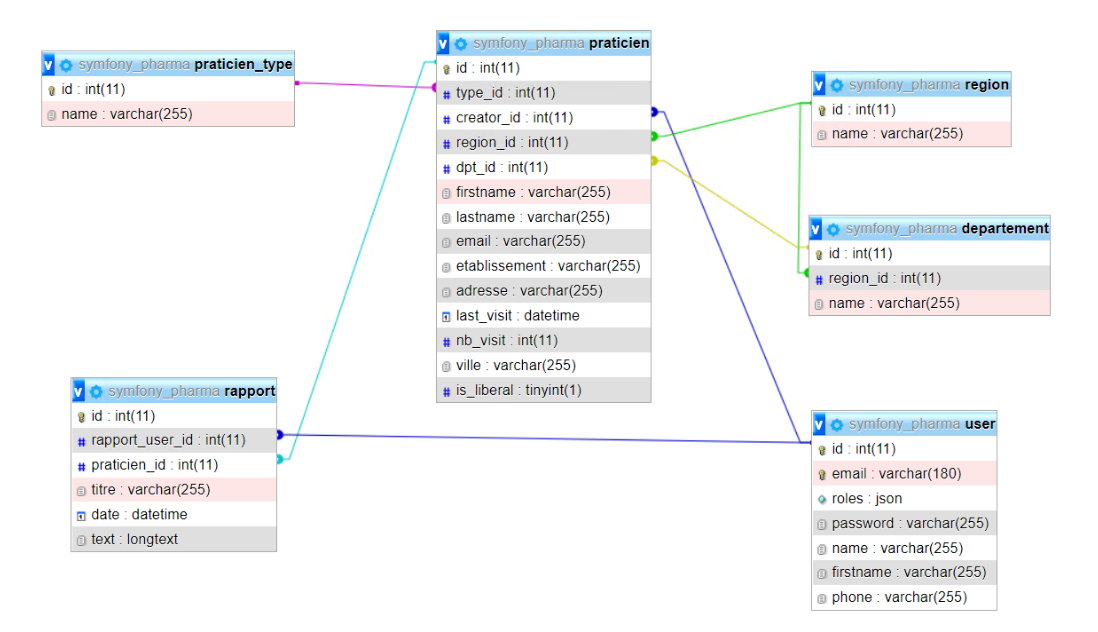 v symfony_pharma praticien_type
id : int(11)
name : varchar(255)
v symfony_pharma praticien
id : int(11)
# type_id : int(11)
# creator_id : int(11)
# region_id : int(11)
# dpt_id : int(11)
firstname : varchar(255)
lastname : varchar(255)
email : varchar(255)
etablissement : varchar(255)
adresse : varchar(255)
last_visit : datetime
# nb_visit : int(11)
ville : varchar(255)
# is_liberal : tinyint(1)
v symfony_pharma region
id : int(11)
name : varchar(255)
v symfony_pharma departement
id : int(11)
# region_id : int(11)
name : varchar(255)
v symfony_pharma rapport
id : int(11)
# rapport_user_id : int(11)
# praticien_id : int(11)
titre : varchar(255)
date : datetime
text : longtext
v symfony_pharma user
id : int(11)
email : varchar(180)
roles : json
password : varchar(255)
name : varchar(255)
firstname : varchar(255)
phone : varchar(255)